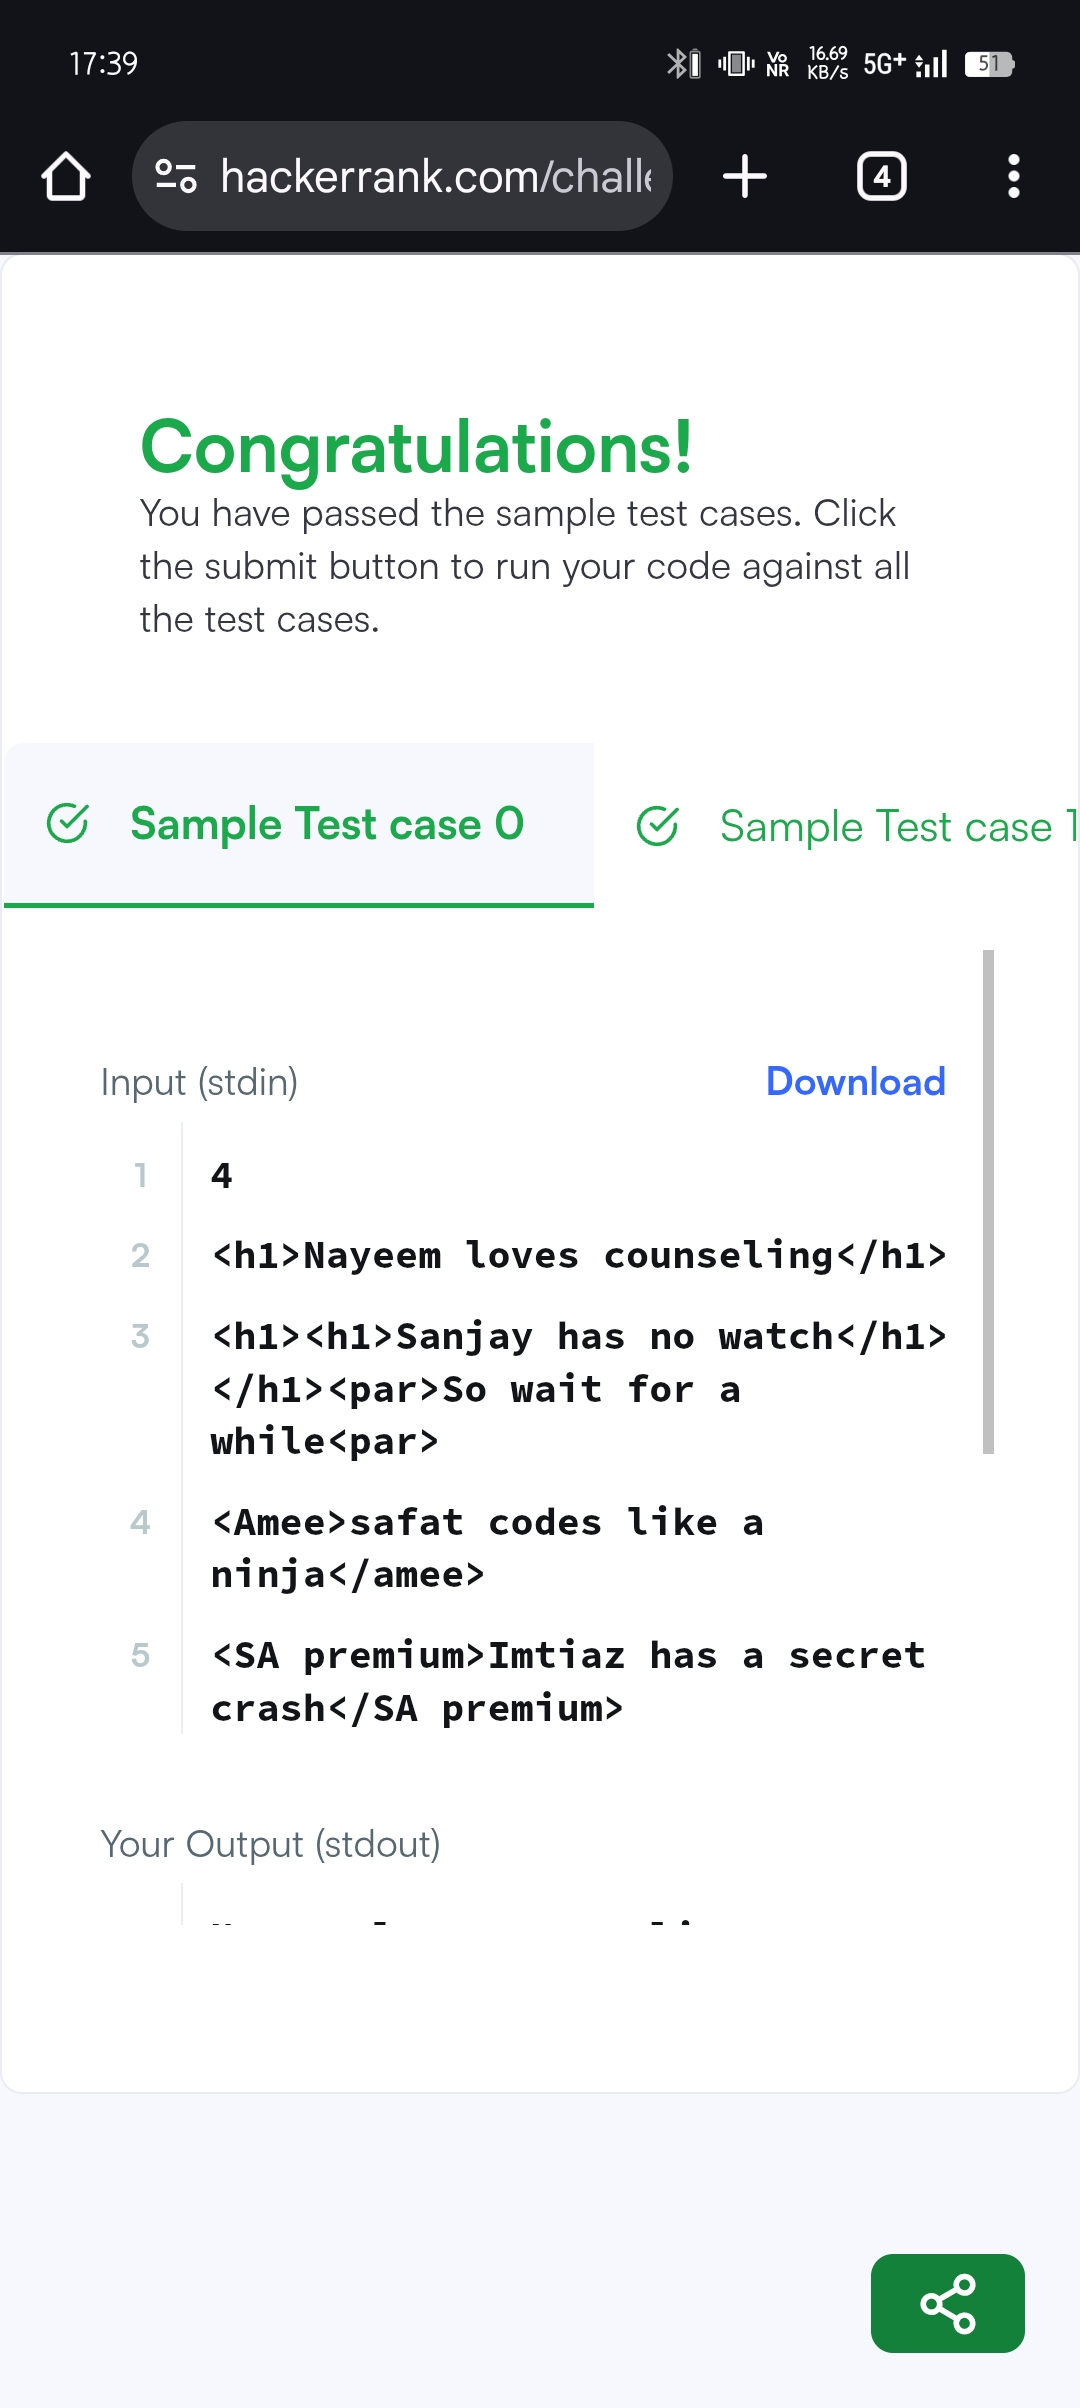 17:39
Vo NR
16.69 KB/s
5G+
51
hackerrank.com/challe
4
Congratulations!
You have passed the sample test cases. Click
the submit button to run your code against all
the test cases.
Sample Test case 0
Sample Test case 1
Input (stdin)
Download
1 4
2 <h1>Nayeem loves counseling</h1>
3 <h1><h1>Sanjay has no watch</h1>
</h1><par>So wait for a
while<par>
4 <Amee>safat codes like a
ninja</amee>
5 <SA premium>Imtiaz has a secret
crash</SA premium>
Your Output (stdout)